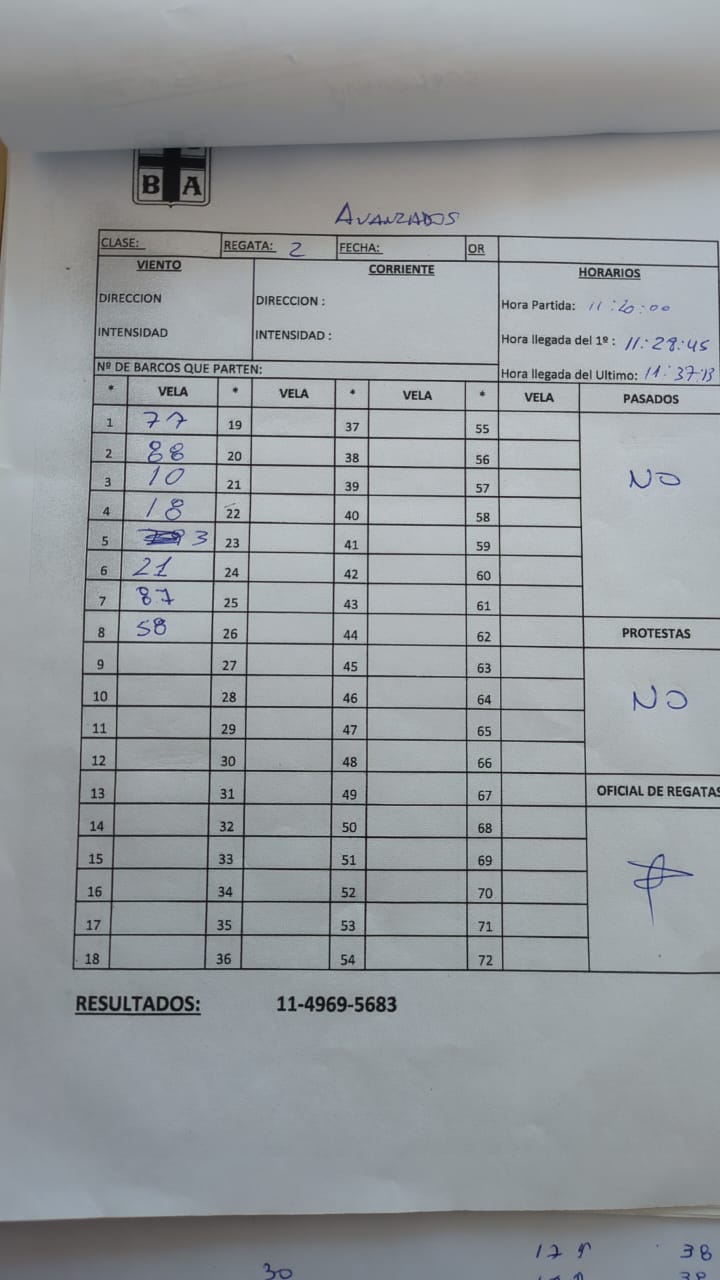 B A
AVANZADOS
CLASE: REGATA: 2 FECHA: OR
VIENTO CORRIENTE HORARIOS
DIRECCION DIRECCION : Hora Partida: 11:20:00
INTENSIDAD INTENSIDAD : Hora llegada del 1º : 11:28:45
Nº DE BARCOS QUE PARTEN: Hora llegada del Ultimo: 11:37:13
* VELA * VELA * VELA * VELA PASADOS
1 77 19 37 55
2 88 20 38 56
3 10 21 39 57 NO
4 18 22 40 58
5 3 23 41 59
6 21 24 42 60
7 87 25 43 61
8 58 26 44 62 PROTESTAS
9 27 45 63
10 28 46 64 NO
11 29 47 65
12 30 48 66
13 31 49 67 OFICIAL DE REGATAS
14 32 50 68
15 33 51 69
16 34 52 70
17 35 53 71
18 36 54 72
RESULTADOS: 11-4969-5683
17 38
30 38